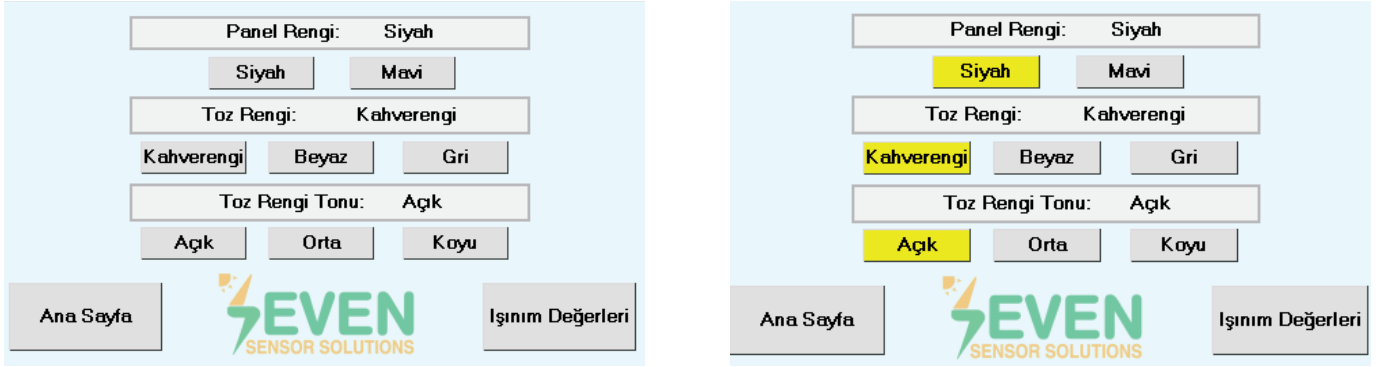 Panel Rengi: Siyah
Siyah Mavi
Toz Rengi: Kahverengi
Kahverengi Beyaz Gri
Toz Rengi Tonu: Açık
Açık Orta Koyu
Ana Sayfa
SEVEN
SENSOR SOLUTIONS
Işınım Değerleri
Panel Rengi: Siyah
Siyah Mavi
Toz Rengi: Kahverengi
Kahverengi Beyaz Gri
Toz Rengi Tonu: Açık
Açık Orta Koyu
Ana Sayfa
SEVEN
SENSOR SOLUTIONS
Işınım Değerleri